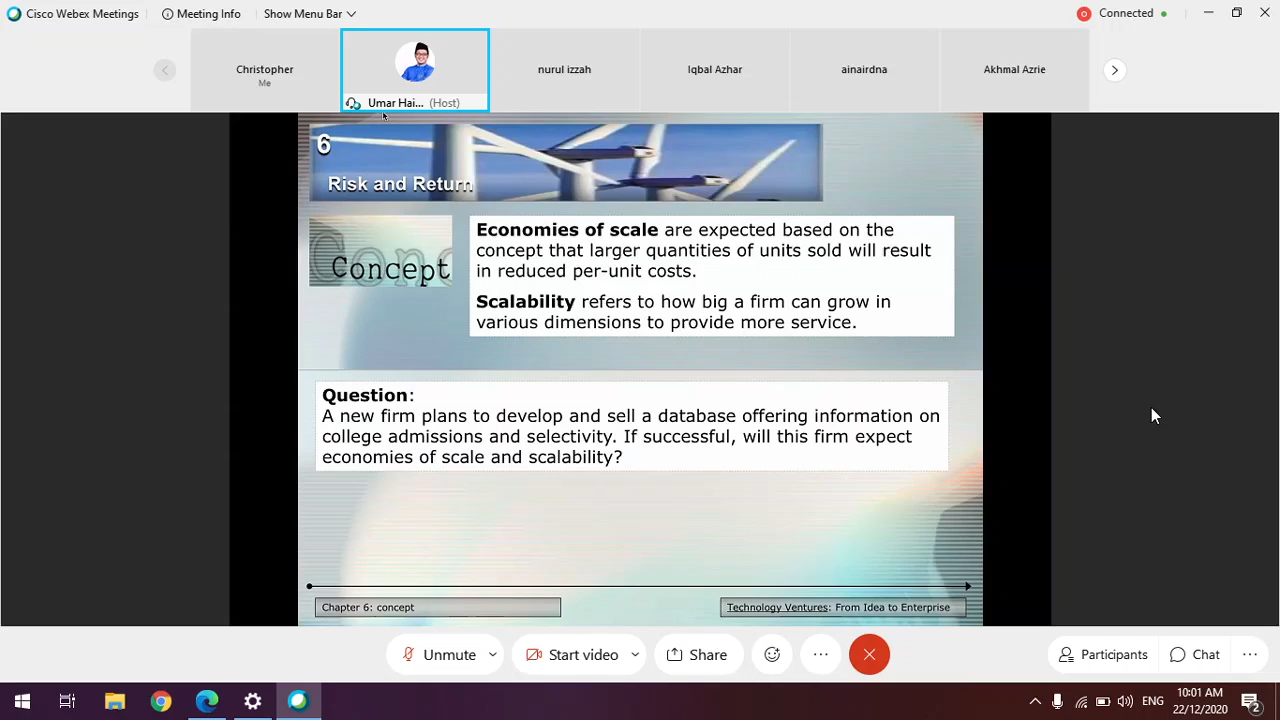 Cisco Webex Meetings
Meeting Info
Show Menu Bar
Connected
Christopher
Me
Umar Hai... (Host)
nurul izzah
Iqbal Azhar
ainairdna
Akhmal Azrie
6
Risk and Return
Concept
Economies of scale are expected based on the
concept that larger quantities of units sold will result
in reduced per-unit costs.
Scalability refers to how big a firm can grow in
various dimensions to provide more service.
Question:
A new firm plans to develop and sell a database offering information on
college admissions and selectivity. If successful, will this firm expect
economies of scale and scalability?
Chapter 6: concept
Technology Ventures: From Idea to Enterprise
Unmute
Start video
Share
Participants
Chat
ENG
10:01 AM
22/12/2020
2